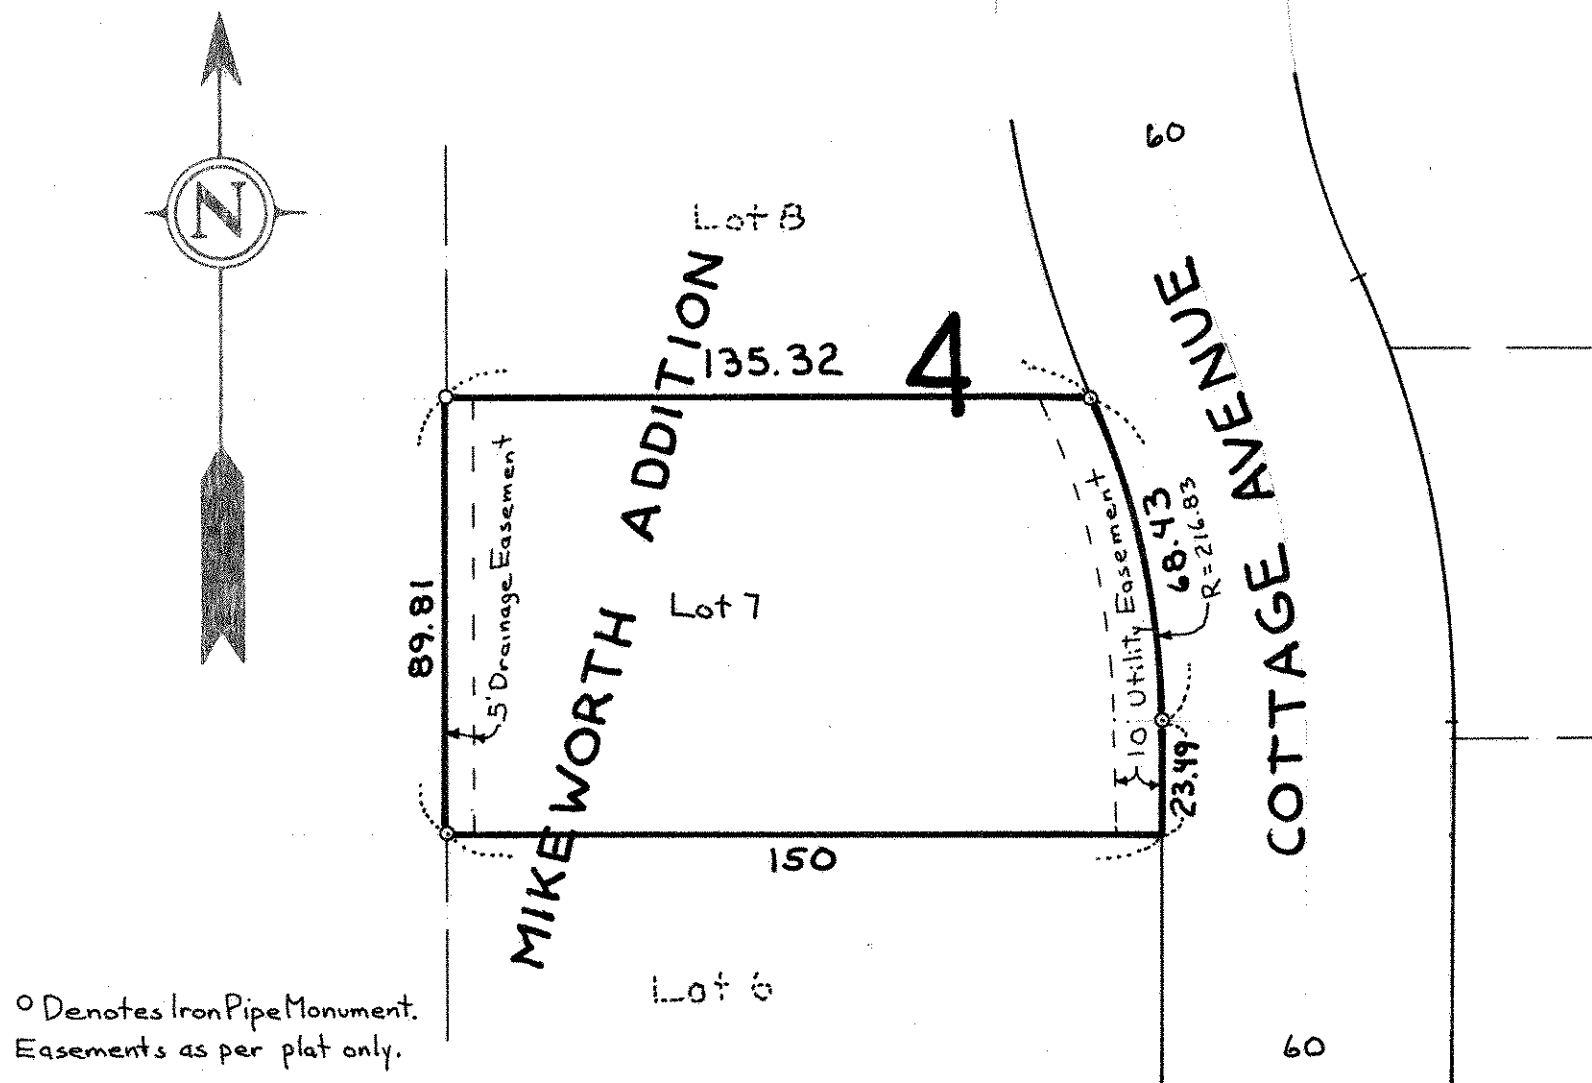 N
60
Lot 8
135.32
4
MIKEWORTH ADDITION
COTTAGE AVENUE
5' Drainage Easement
10' Utility Easement
68.43
R=216.83
89.81
Lot 7
23.49
150
Lot 6
60
o Denotes Iron Pipe Monument.
Easements as per plat only.